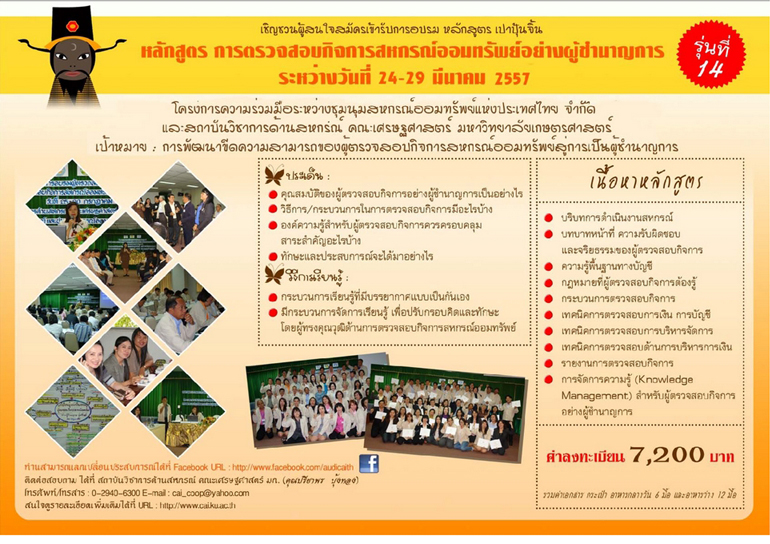 เชิญชวนผู้สนใจสมัครเข้ารับการอบรม หลักสูตร เปาปุ้นจิ้น
หลักสูตร การตรวจสอบกิจการสหกรณ์ออมทรัพย์อย่างผู้ชำนาญการ
ระหว่างวันที่ 24-29 มีนาคม 2557
รุ่นที่
14
โครงการความร่วมมือระหว่างชุมนุมสหกรณ์ออมทรัพย์แห่งประเทศไทย จำกัด
และสถาบันวิชาการด้านสหกรณ์ คณะเศรษฐศาสตร์ มหาวิทยาลัยเกษตรศาสตร์
เป้าหมาย : การพัฒนาขีดความสามารถของผู้ตรวจสอบกิจการสหกรณ์ออมทรัพย์สู่การเป็นผู้ชำนาญการ
ประเด็น :
คุณสมบัติของผู้ตรวจสอบกิจการอย่างผู้ชำนาญการเป็นอย่างไร
วิธีการ/กระบวนการในการตรวจสอบกิจการมีอะไรบ้าง
องค์ความรู้สำหรับผู้ตรวจสอบกิจการควรครอบคลุม
สาระสำคัญอะไรบ้าง
ทักษะและประสบการณ์จะได้มาอย่างไร
วิธีการเรียนรู้ :
กระบวนการเรียนรู้ที่มีบรรยากาศแบบเป็นกันเอง
มีกระบวนการจัดการเรียนรู้ เพื่อปรับกรอบคิดและทักษะ
โดยผู้ทรงคุณวุฒิด้านการตรวจสอบกิจการสหกรณ์ออมทรัพย์
เนื้อหาหลักสูตร
บริบทการดำเนินงานสหกรณ์
บทบาทหน้าที่ ความรับผิดชอบ
และจริยธรรมของผู้ตรวจสอบกิจการ
ความรู้พื้นฐานทางบัญชี
กฎหมายที่ผู้ตรวจสอบกิจการต้องรู้
กระบวนการตรวจสอบกิจการ
เทคนิคการตรวจสอบการเงิน การบัญชี
เทคนิคการตรวจสอบการบริหารจัดการ
เทคนิคการตรวจสอบด้านการบริหารการเงิน
รายงานการตรวจสอบกิจการ
การจัดการความรู้ (Knowledge
Management) สำหรับผู้ตรวจสอบกิจการ
อย่างผู้ชำนาญการ
ค่าลงทะเบียน 7,200 บาท
รวมค่าเอกสาร กระเป๋า อาหารกลางวัน 6 มื้อ และอาหารว่าง 12 มื้อ
ท่านสามารถแลกเปลี่ยน ประสบการณ์ได้ที่ Facebook URL : http://www.facebook.com/audicaith
ติดต่อสอบถาม ได้ที่ สถาบันวิชาการด้านสหกรณ์ คณะเศรษฐศาสตร์ มก. (คุณปรียาพร บุ้งทอง)
โทรศัพท์/โทรสาร : 0-2940-6300 E-mail : cai_coop@yahoo.com
สนใจดูรายละเอียดเพิ่มเติมได้ที่ URL : http://www.cai.ku.ac.th